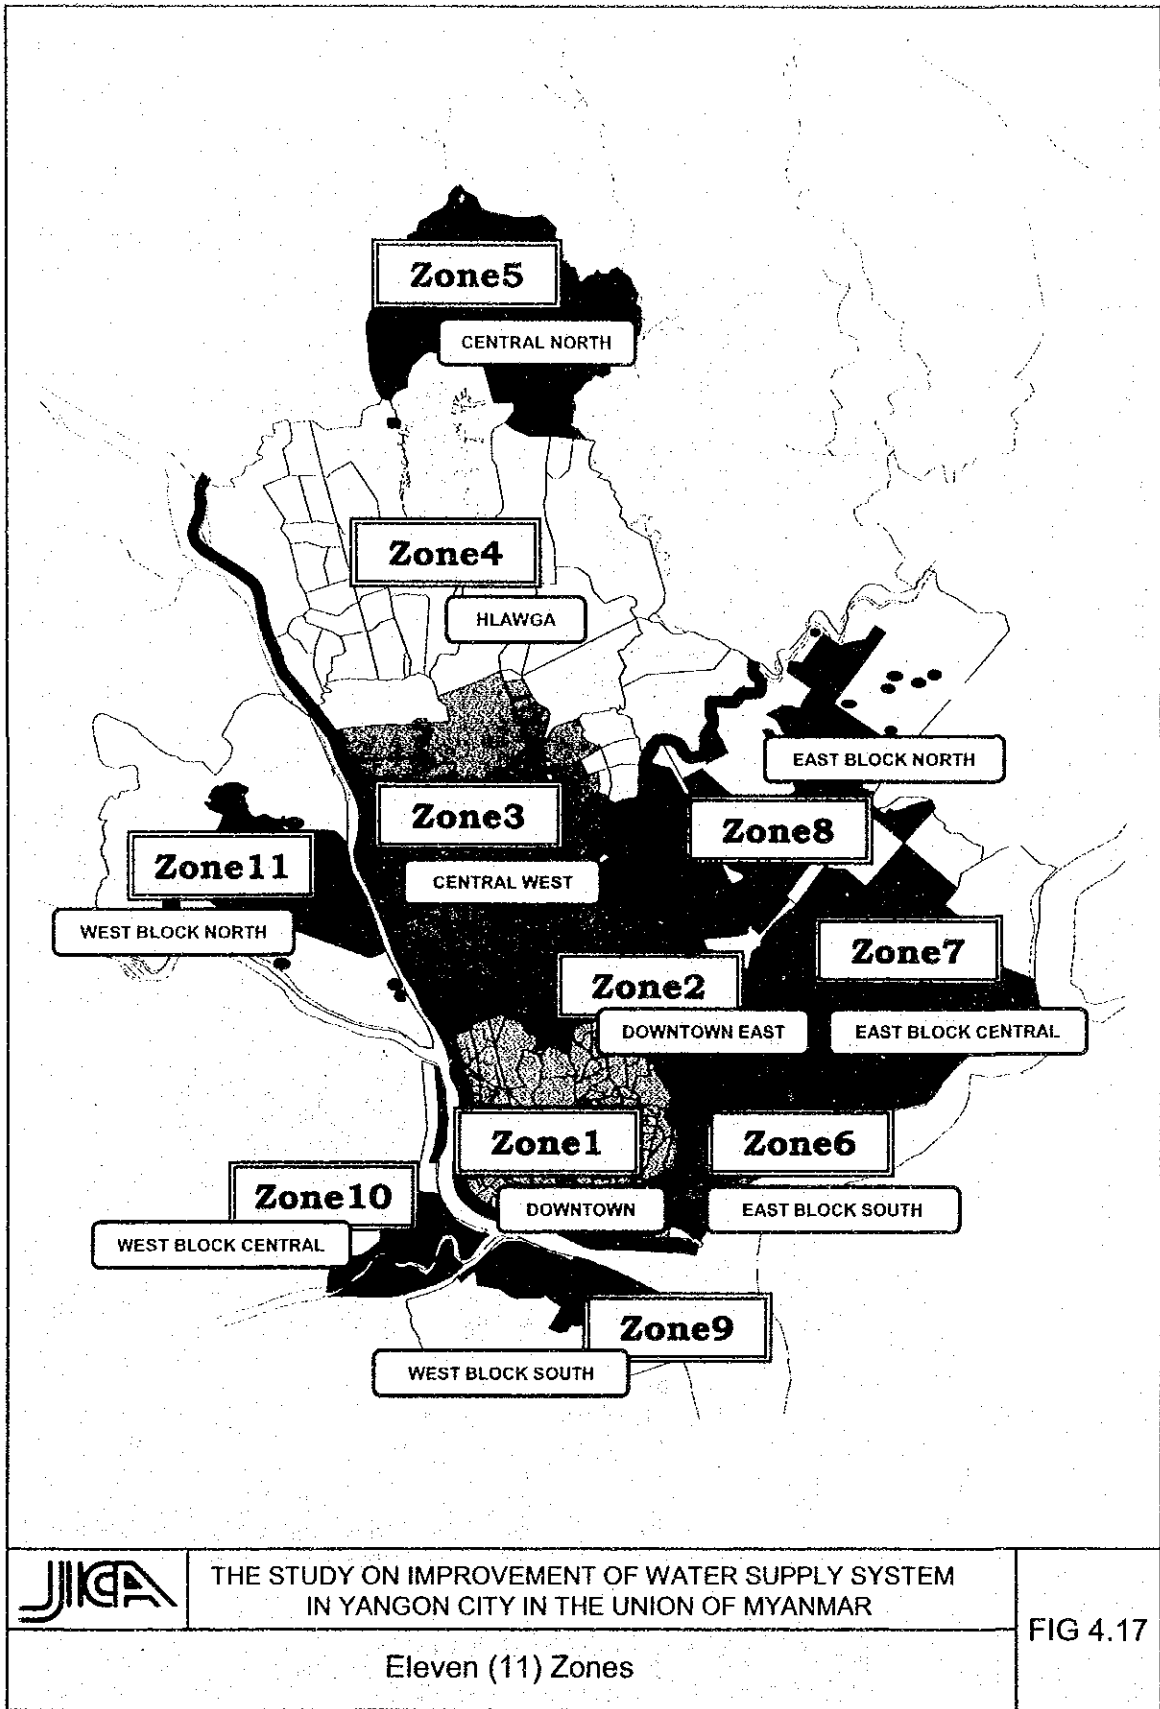 Zone5
CENTRAL NORTH
Zone4
HLAWGA
EAST BLOCK NORTH
Zone3
Zone8
Zone11
CENTRAL WEST
WEST BLOCK NORTH
Zone7
Zone2
DOWNTOWN EAST
EAST BLOCK CENTRAL
Zone1
Zone6
Zone10
DOWNTOWN
EAST BLOCK SOUTH
WEST BLOCK CENTRAL
Zone9
WEST BLOCK SOUTH
JICA
THE STUDY ON IMPROVEMENT OF WATER SUPPLY SYSTEM
IN YANGON CITY IN THE UNION OF MYANMAR
FIG 4.17
Eleven (11) Zones